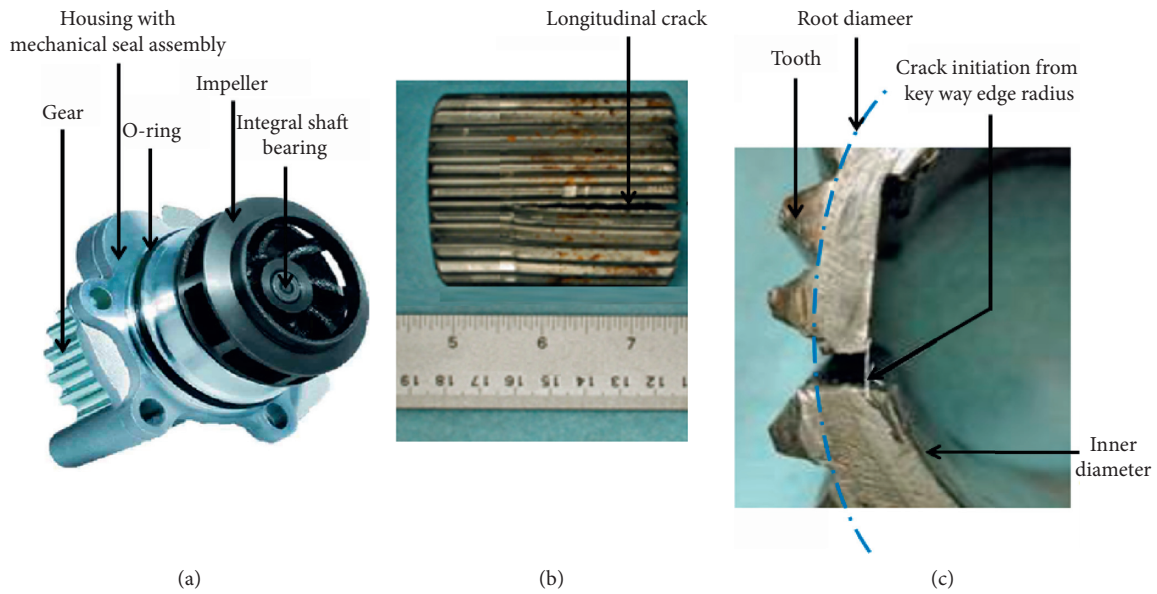 Housing with
mechanical seal assembly
Impeller
Gear
O-ring
Integral shaft
bearing
(a)
Longitudinal crack
5 6 7
19 18 17 16 15 14 13 12
(b)
Root diameer
Tooth
Crack initiation from
key way edge radius
Inner
diameter
(c)